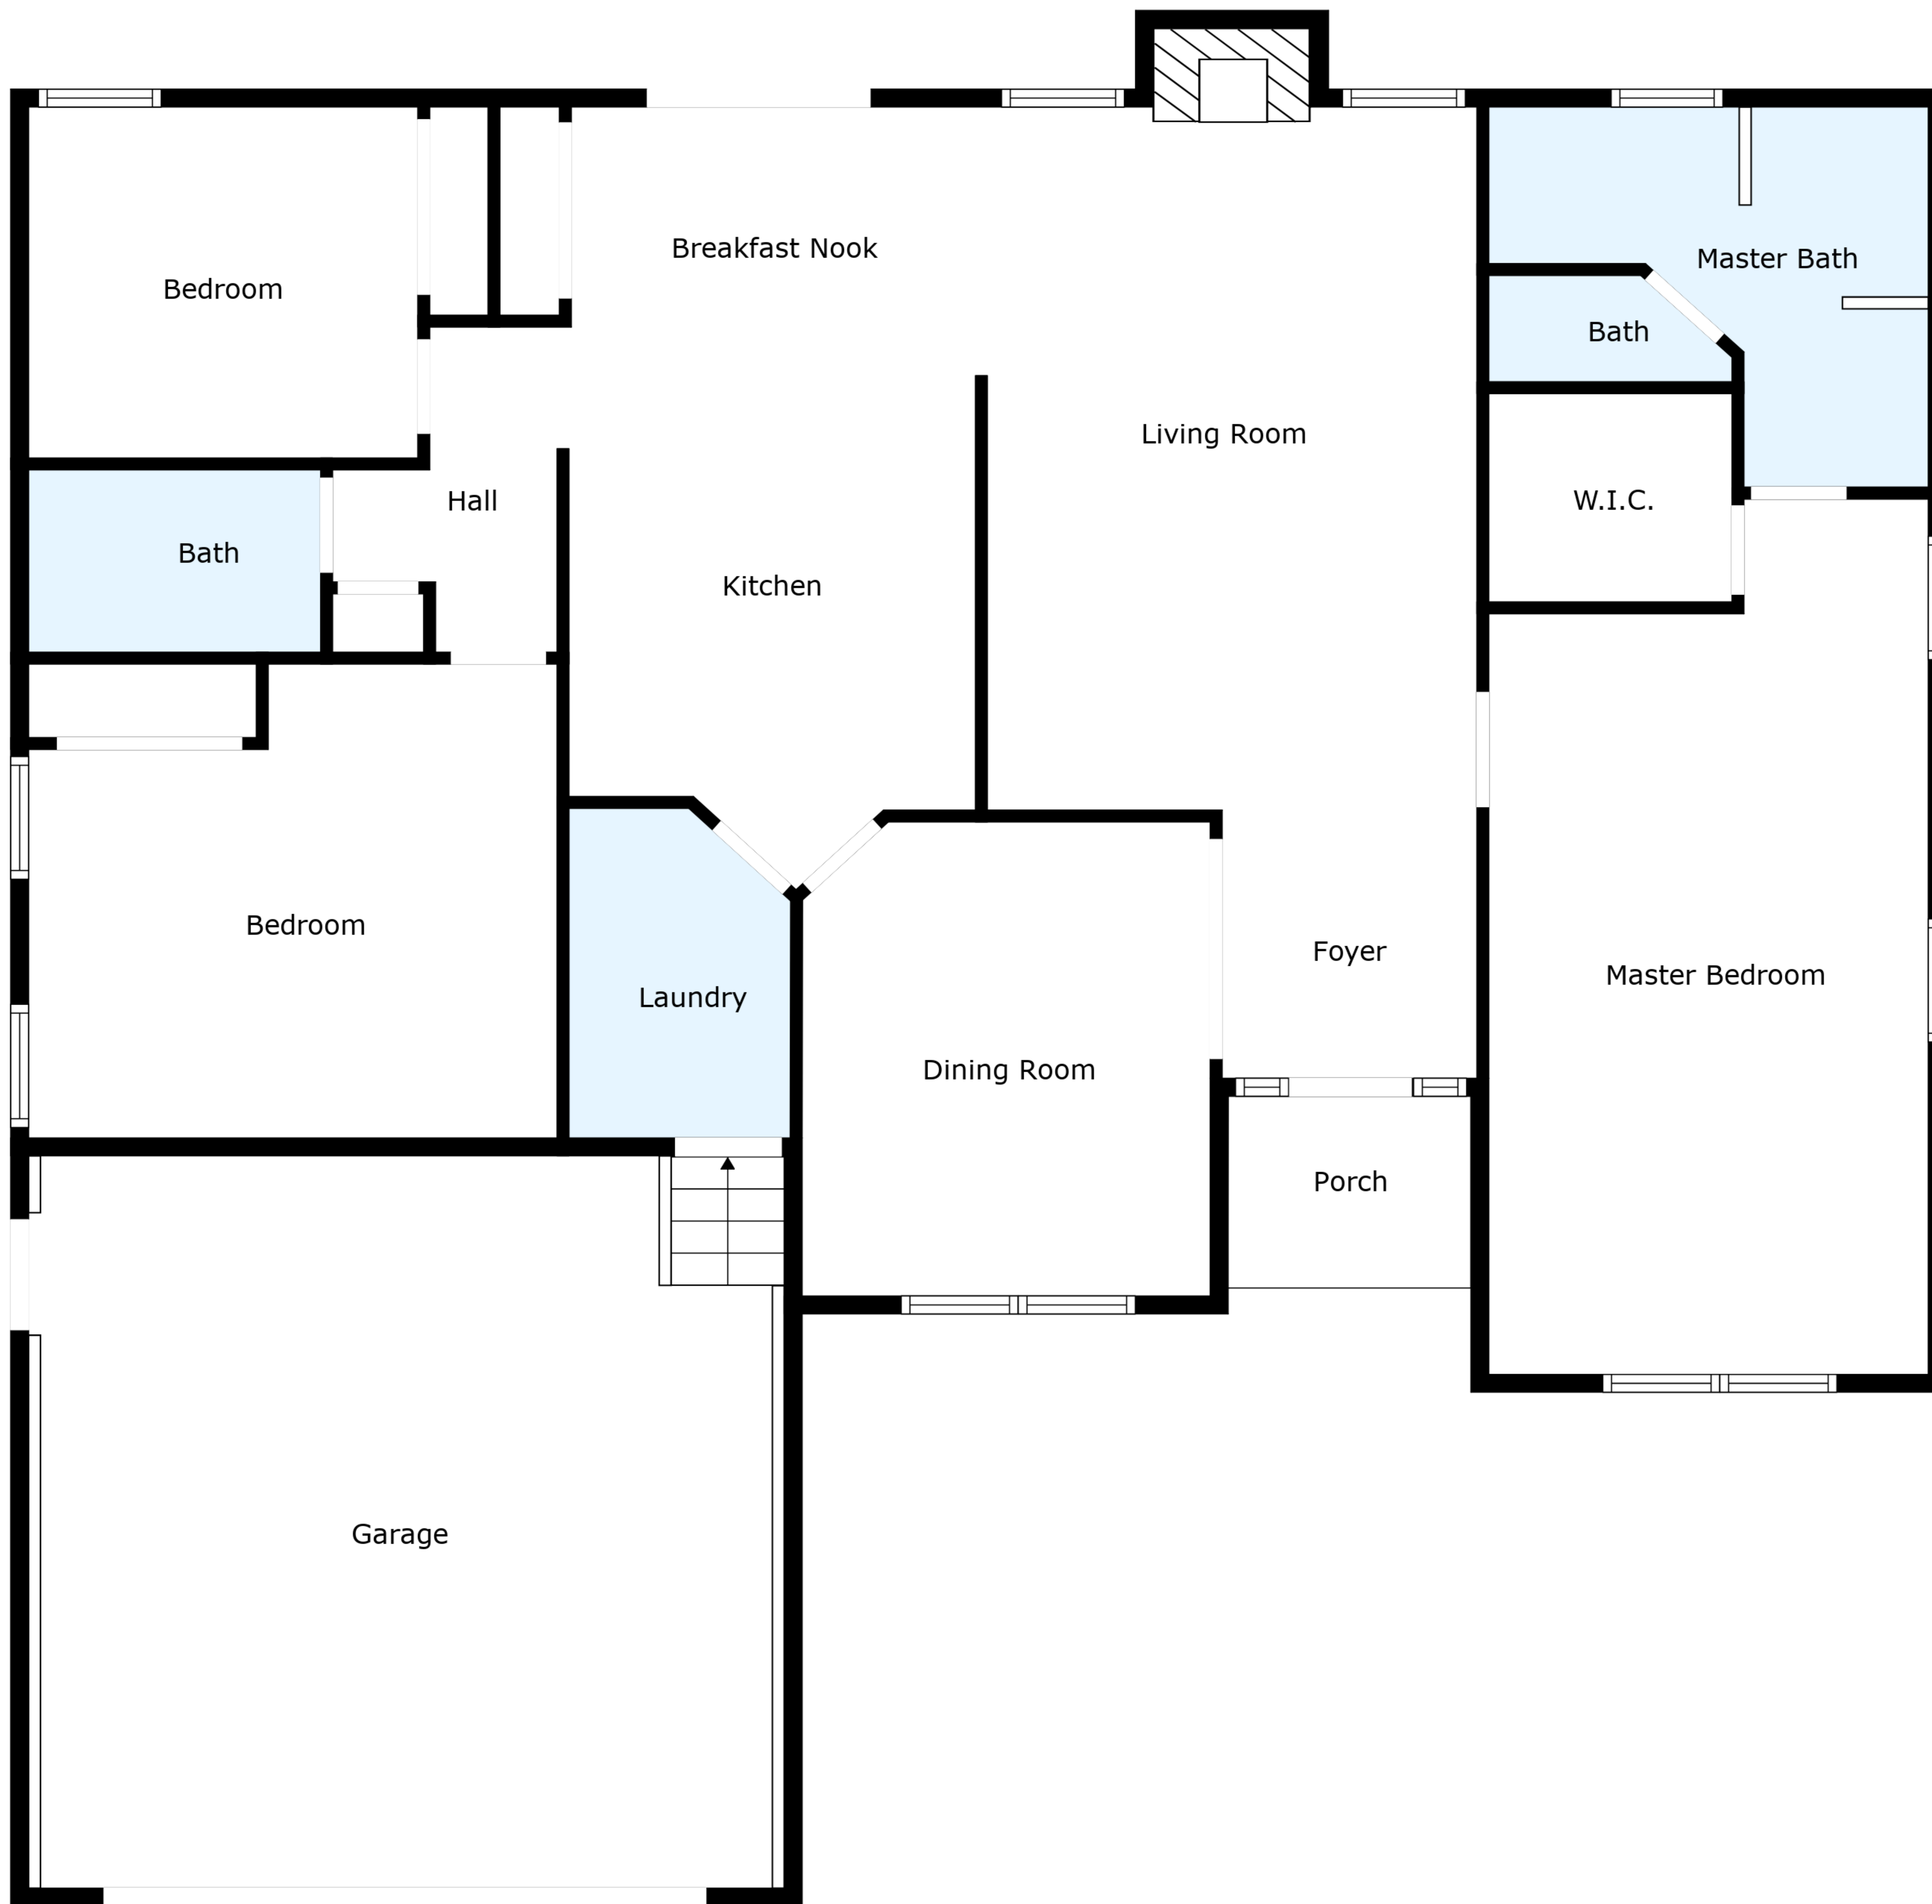 Breakfast Nook
Master Bath
Bedroom
Bath
Living Room
Hall
W.I.C.
Bath
Kitchen
Bedroom
Foyer
Master Bedroom
Laundry
Dining Room
Porch
Garage